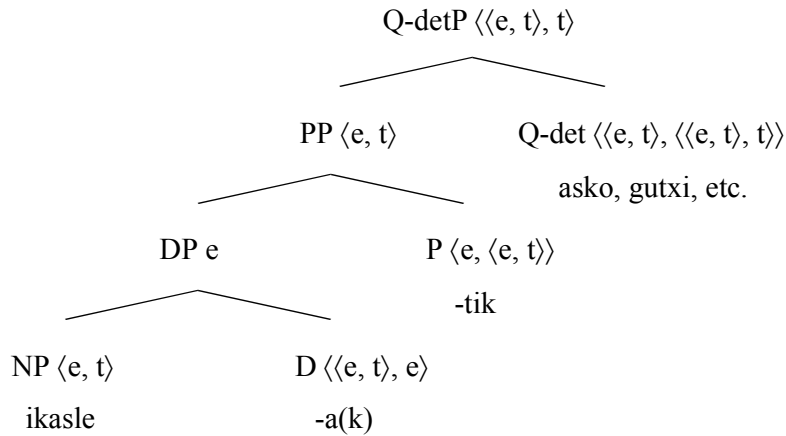 Q-detP ⟨⟨e, t⟩, t⟩
PP ⟨e, t⟩ Q-det ⟨⟨e, t⟩, ⟨⟨e, t⟩, t⟩⟩
asko, gutxi, etc.
DP e P ⟨e, ⟨e, t⟩⟩
-tik
NP ⟨e, t⟩ D ⟨⟨e, t⟩, e⟩
ikasle -a(k)